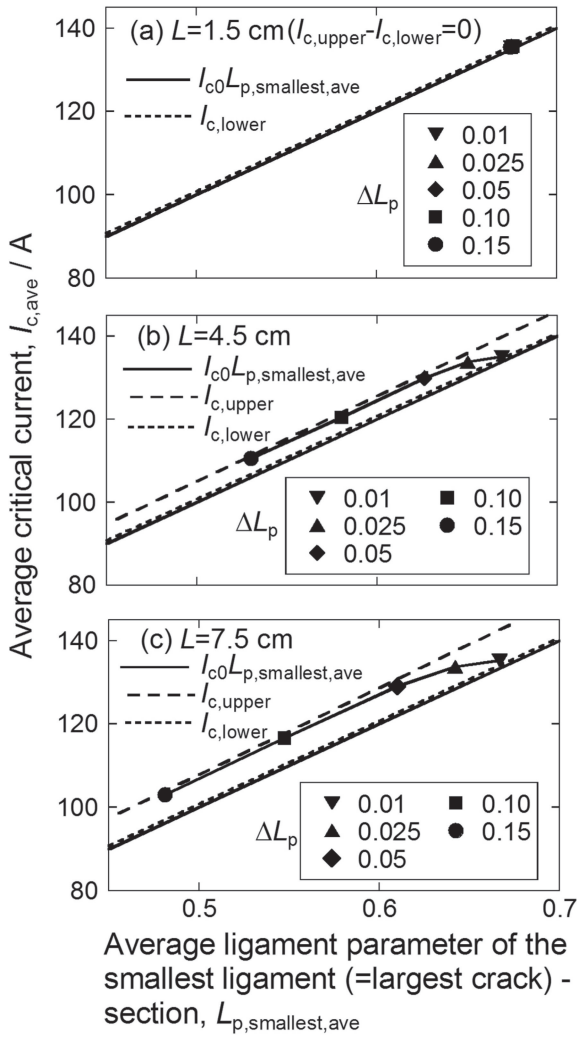 Average critical current, Ic,ave / A
140
120
100
80
(a) L=1.5 cm(Ic,upper-Ic,lower=0)
Ic0Lp,smallest,ave
Ic,lower
ΔLp
0.01
0.025
0.05
0.10
0.15
140
120
100
80
(b) L=4.5 cm
Ic0Lp,smallest,ave
Ic,upper
Ic,lower
ΔLp
0.01 0.10
0.025 0.15
0.05
140
120
100
80
(c) L=7.5 cm
Ic0Lp,smallest,ave
Ic,upper
Ic,lower
ΔLp
0.01 0.10
0.025 0.15
0.05
0.5 0.6 0.7
Average ligament parameter of the
smallest ligament (=largest crack) -
section, Lp,smallest,ave